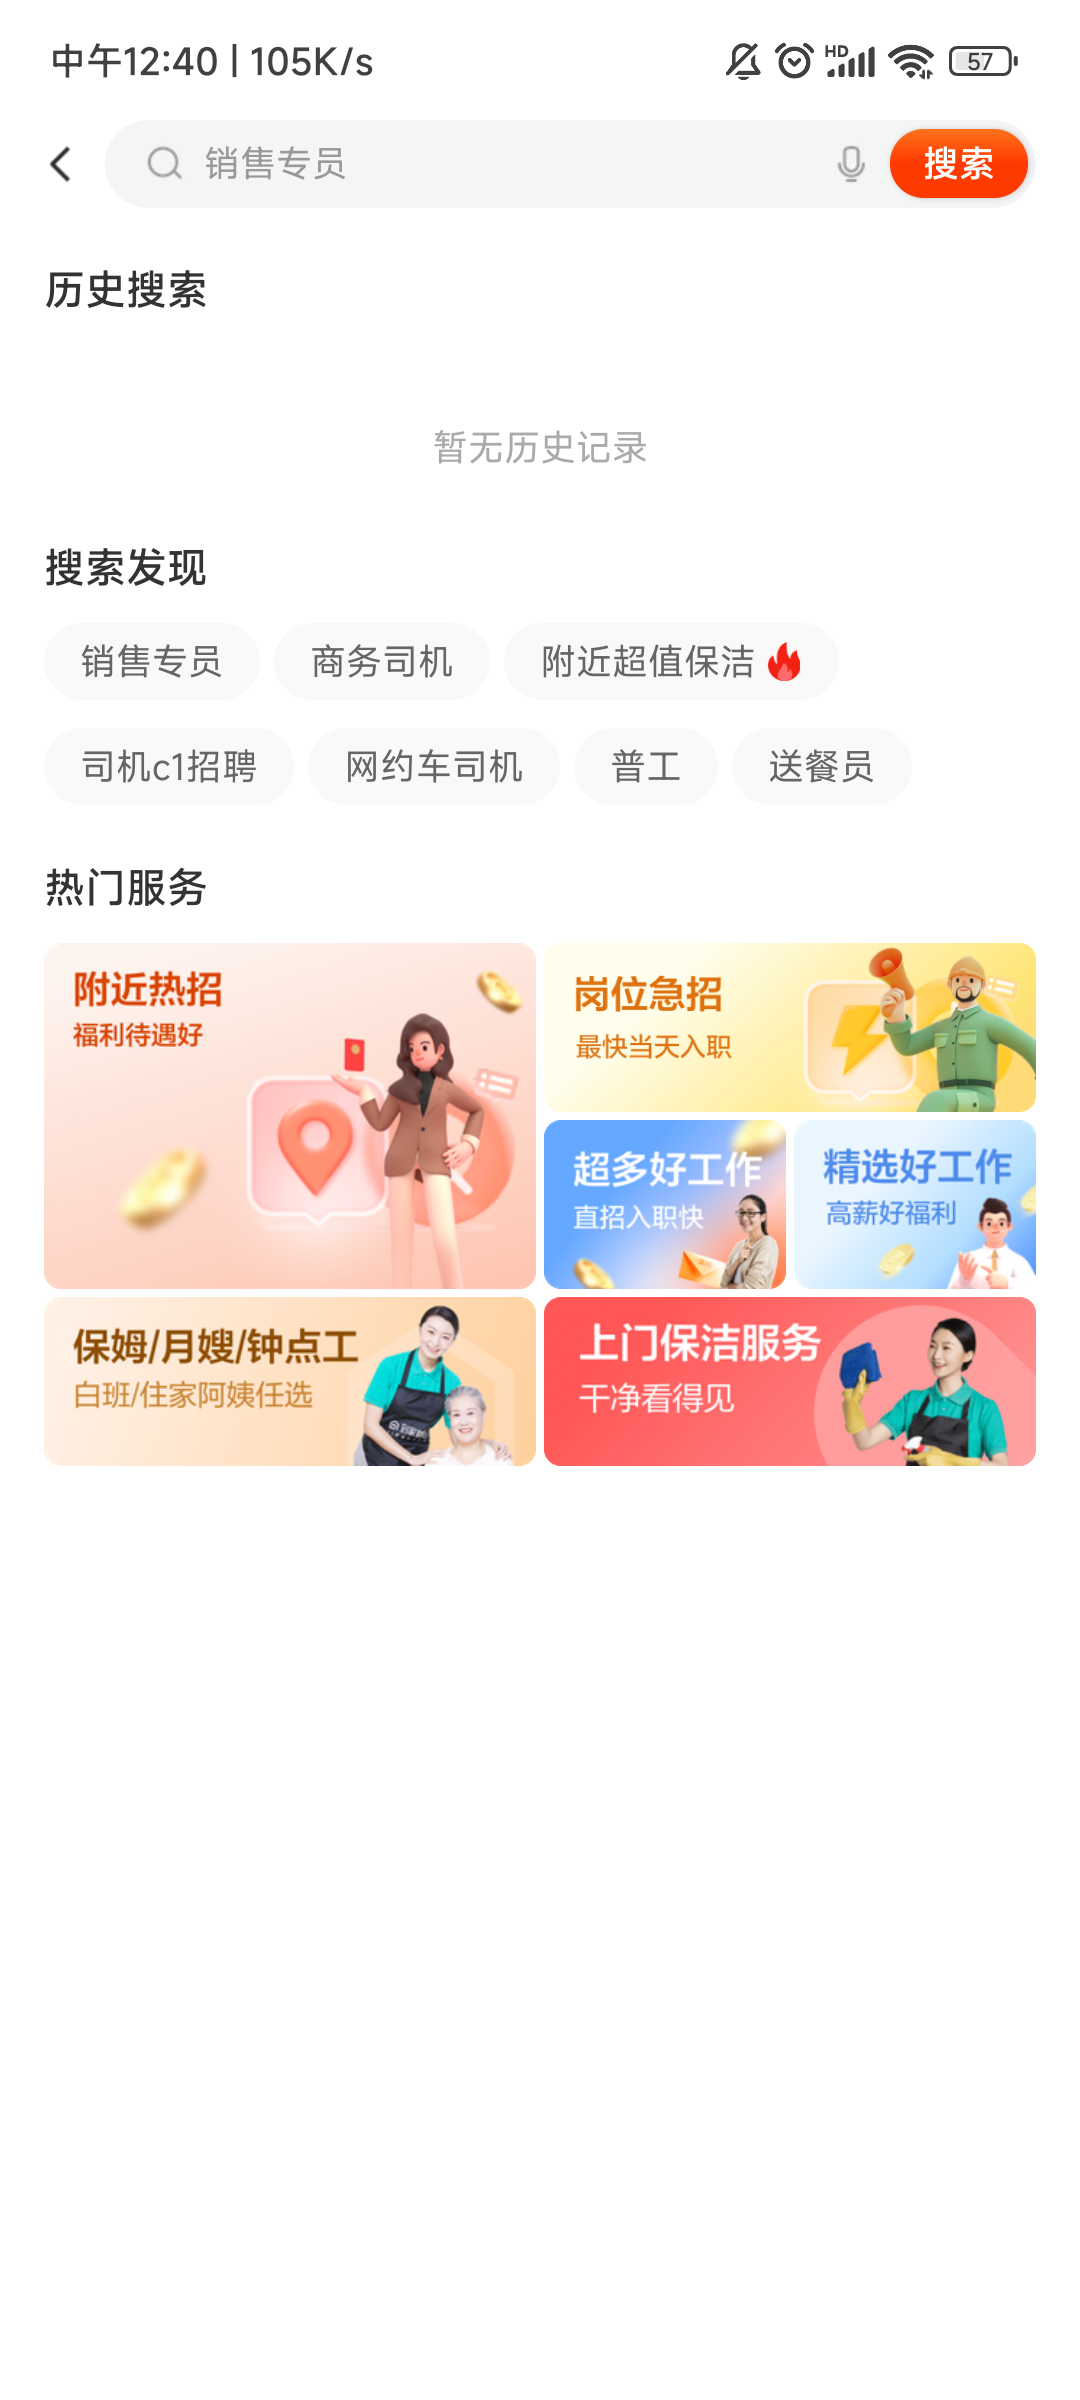 中午12:40 | 105K/s
HD
57
销售专员
搜索
历史搜索
暂无历史记录
搜索发现
销售专员
商务司机
附近超值保洁
司机c1招聘
网约车司机
普工
送餐员
热门服务
附近热招
福利待遇好
岗位急招
最快当天入职
超多好工作
直招入职快
精选好工作
高薪好福利
保姆/月嫂/钟点工
白班/住家阿姨任选
上门保洁服务
干净看得见